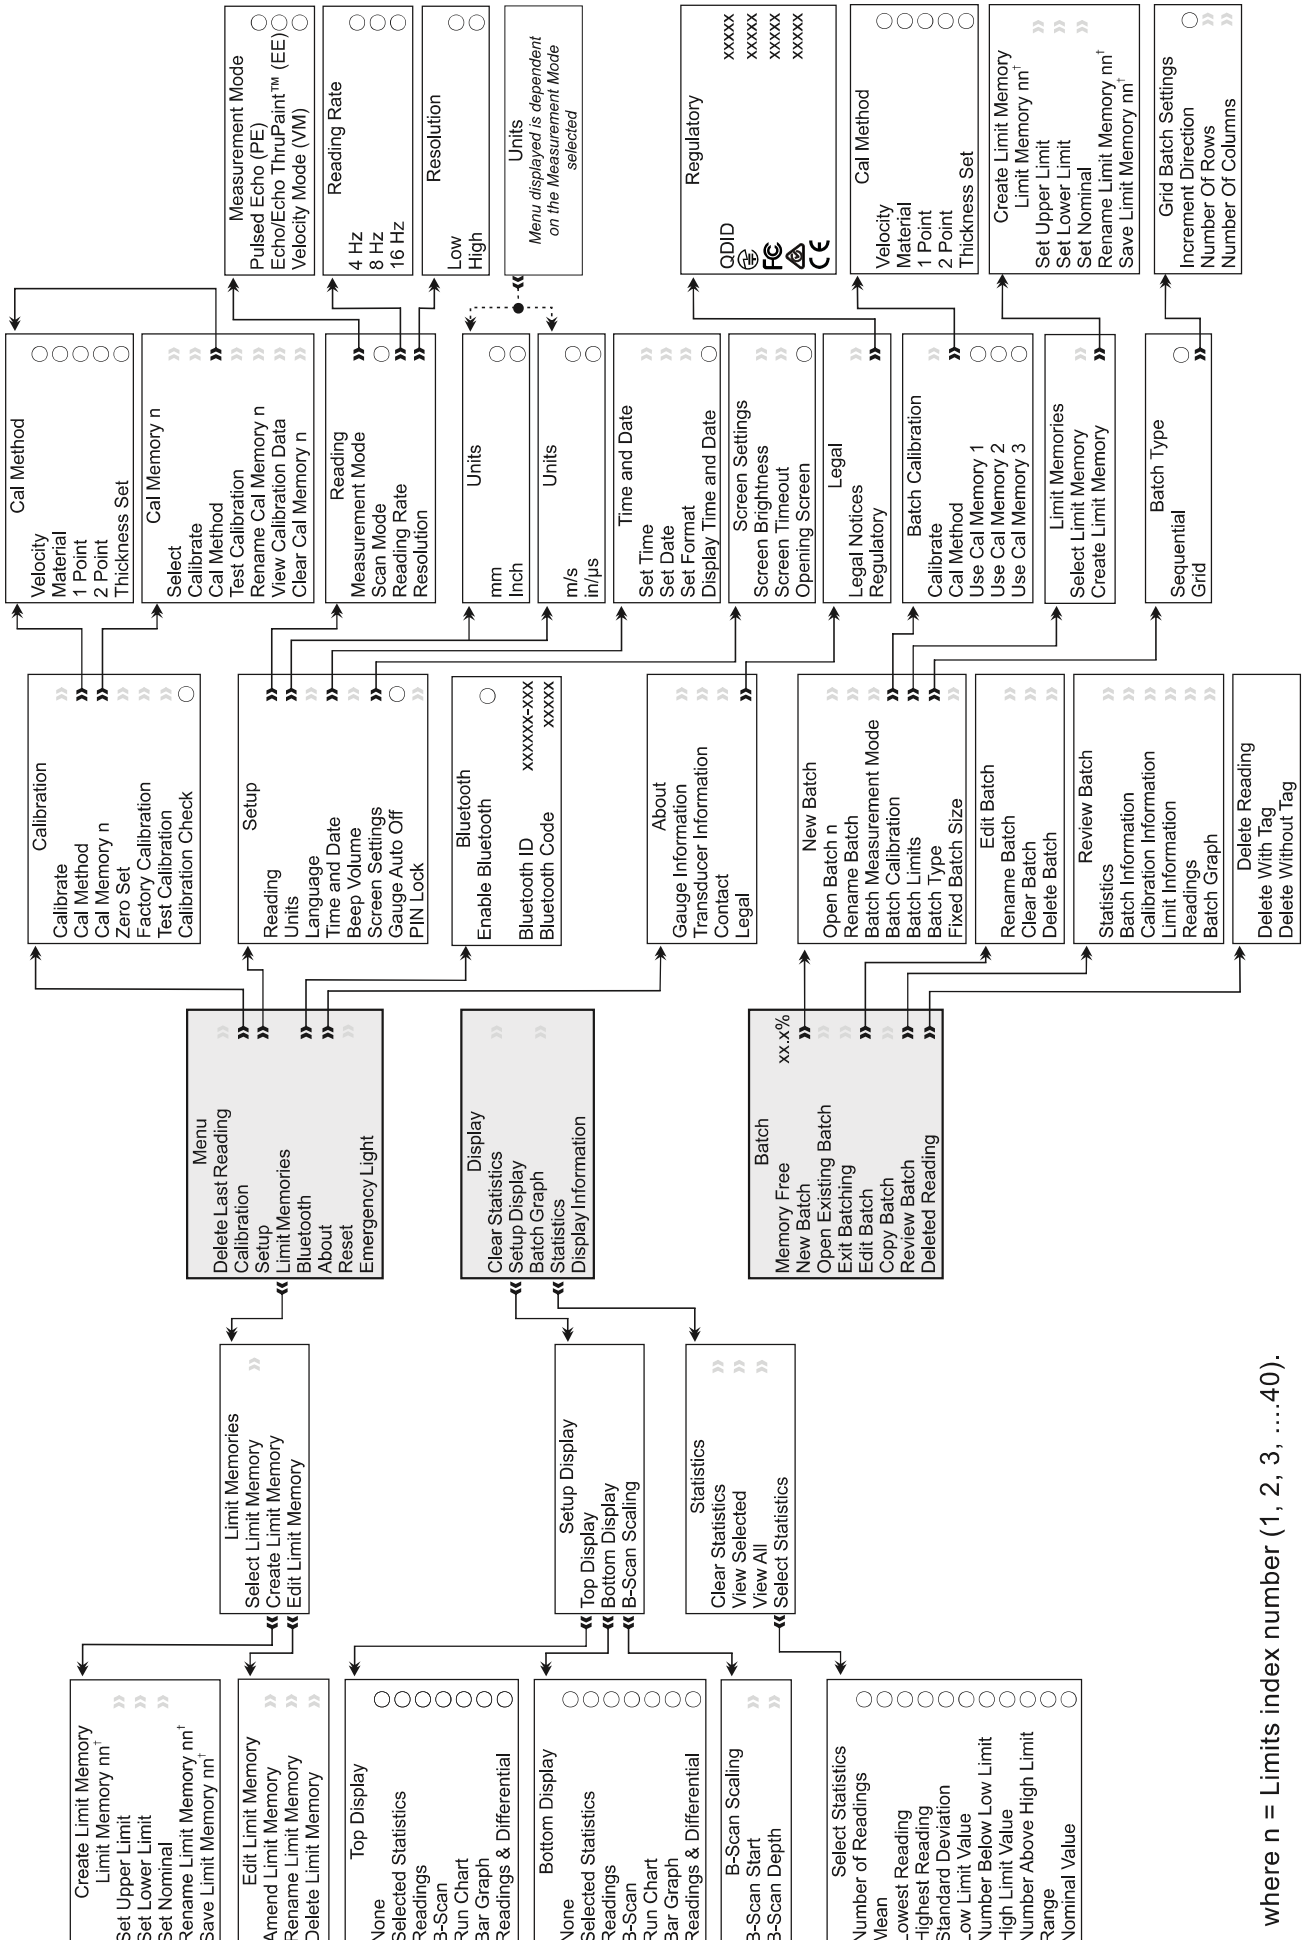 Create Limit Memory
Limit Memory nn†
Set Upper Limit
Set Lower Limit
Set Nominal
Rename Limit Memory nn†
Save Limit Memory nn†
Edit Limit Memory
Amend Limit Memory
Rename Limit Memory
Delete Limit Memory
Top Display
None
Selected Statistics
Readings
B-Scan
Run Chart
Bar Graph
Readings & Differential
Bottom Display
None
Selected Statistics
Readings
B-Scan
Run Chart
Bar Graph
Readings & Differential
B-Scan Scaling
B-Scan Start
B-Scan Depth
Select Statistics
Number of Readings
Mean
Lowest Reading
Highest Reading
Standard Deviation
Low Limit Value
Number Below Low Limit
High Limit Value
Number Above High Limit
Range
Nominal Value
Limit Memories
Select Limit Memory
Create Limit Memory
Edit Limit Memory
Setup Display
Top Display
Bottom Display
B-Scan Scaling
Statistics
Clear Statistics
View Selected
View All
Select Statistics
Menu
Delete Last Reading
Calibration
Setup
Limit Memories
Bluetooth
About
Reset
Emergency Light
Display
Clear Statistics
Setup Display
Batch Graph
Statistics
Display Information
Batch
Memory Free xx.x%
New Batch
Open Existing Batch
Exit Batching
Edit Batch
Copy Batch
Review Batch
Deleted Reading
Calibration
Calibrate
Cal Method
Cal Memory n
Zero Set
Factory Calibration
Test Calibration
Calibration Check
Setup
Reading
Units
Language
Time and Date
Beep Volume
Screen Settings
Gauge Auto Off
PIN Lock
Bluetooth
Enable Bluetooth
Bluetooth ID xxxxxx-xxx
Bluetooth Code xxxxx
About
Gauge Information
Transducer Information
Contact
Legal
New Batch
Open Batch n
Rename Batch
Batch Measurement Mode
Batch Calibration
Batch Limits
Batch Type
Fixed Batch Size
Edit Batch
Rename Batch
Clear Batch
Delete Batch
Review Batch
Statistics
Batch Information
Calibration Information
Limit Information
Readings
Batch Graph
Delete Reading
Delete With Tag
Delete Without Tag
Cal Method
Velocity
Material
1 Point
2 Point
Thickness Set
Cal Memory n
Select
Calibrate
Cal Method
Test Calibration
Rename Cal Memory n
View Calibration Data
Clear Cal Memory n
Reading
Measurement Mode
Scan Mode
Reading Rate
Resolution
Units
mm
Inch
Units
m/s
in/µs
Time and Date
Set Time
Set Date
Set Format
Display Time and Date
Screen Settings
Screen Brightness
Screen Timeout
Opening Screen
Legal
Legal Notices
Regulatory
Batch Calibration
Calibrate
Cal Method
Use Cal Memory 1
Use Cal Memory 2
Use Cal Memory 3
Limit Memories
Select Limit Memory
Create Limit Memory
Batch Type
Sequential
Grid
Measurement Mode
Pulsed Echo (PE)
Echo/Echo ThruPaint™ (EE)
Velocity Mode (VM)
Reading Rate
4 Hz
8 Hz
16 Hz
Resolution
Low
High
Units
Menu displayed is dependent
on the Measurement Mode
selected
Regulatory
QDID xxxxx
xxxxx
FC xxxxx
CE xxxxx
Cal Method
Velocity
Material
1 Point
2 Point
Thickness Set
Create Limit Memory
Limit Memory nn†
Set Upper Limit
Set Lower Limit
Set Nominal
Rename Limit Memory nn†
Save Limit Memory nn†
Grid Batch Settings
Increment Direction
Number Of Rows
Number Of Columns
where n = Limits index number (1, 2, 3, ....40).